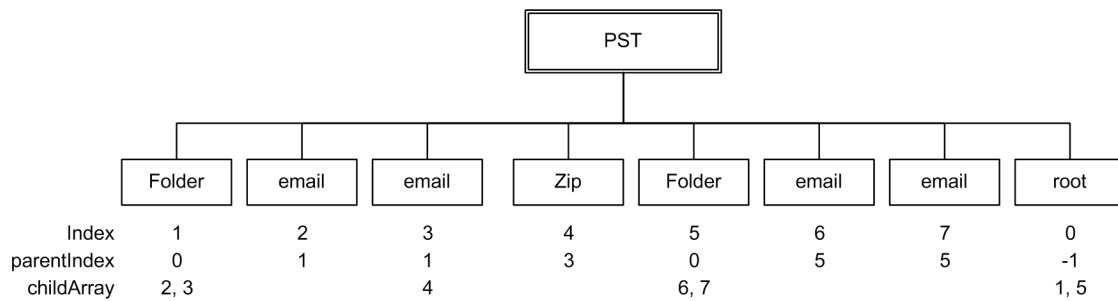 PST
Folder email email Zip Folder email email root
Index 1 2 3 4 5 6 7 0
parentIndex 0 1 1 3 0 5 5 -1
childArray 2, 3 4 6, 7 1, 5